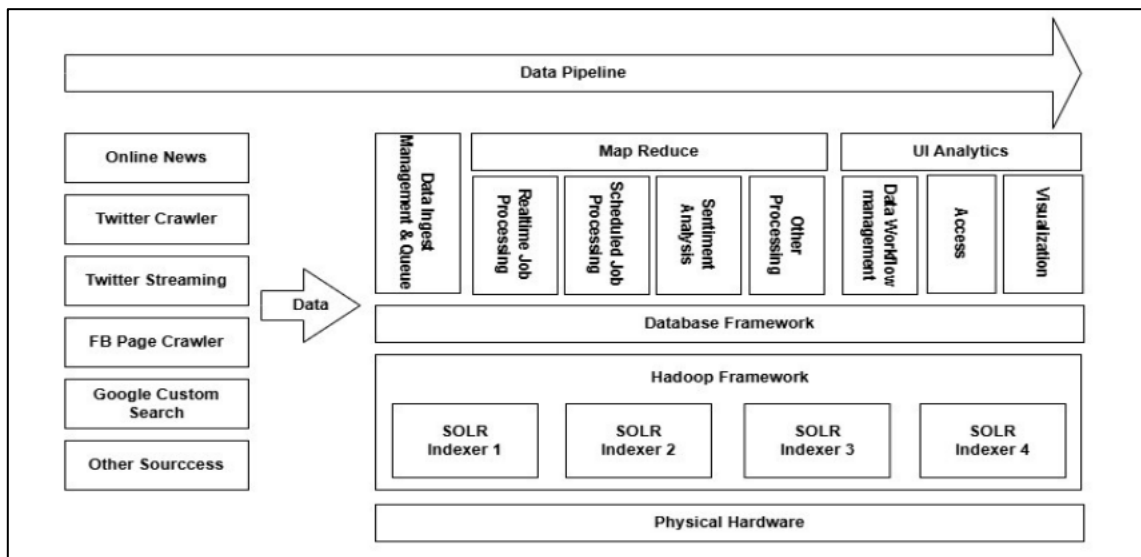 Data Pipeline
Online News
Twitter Crawler
Twitter Streaming
FB Page Crawler
Google Custom
Search
Other Sourccess
Data
Data Ingest
Management & Queue
Map Reduce
Realtime Job
Processing
Scheduled Job
Processing
Sentiment
Analysis
Other
Processing
UI Analytics
Data Workflow
management
Access
Visualization
Database Framework
Hadoop Framework
SOLR
Indexer 1
SOLR
Indexer 2
SOLR
Indexer 3
SOLR
Indexer 4
Physical Hardware